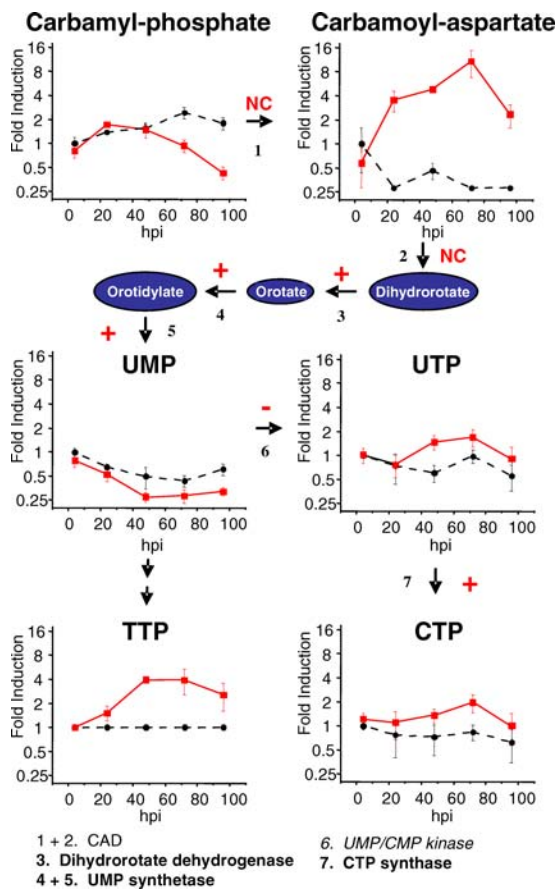 Carbamyl-phosphate Carbamoyl-aspartate
Fold Induction
16
8
4
2
1
0.5
0.25
0 20 40 60 80 100
hpi
NC
1
Fold Induction
16
8
4
2
1
0.5
0.25
0 20 40 60 80 100
hpi
2 NC
Orotidylate + 4 Orotate + 3 Dihydrorotate
+ 5
UMP
Fold Induction
16
8
4
2
1
0.5
0.25
0 20 40 60 80 100
hpi
-
6
UTP
Fold Induction
16
8
4
2
1
0.5
0.25
0 20 40 60 80 100
hpi
7 +
TTP
Fold Induction
16
8
4
2
1
0.5
0.25
0 20 40 60 80 100
hpi
CTP
Fold Induction
16
8
4
2
1
0.5
0.25
0 20 40 60 80 100
hpi
1 + 2. CAD
3. Dihydrorotate dehydrogenase
4 + 5. UMP synthetase
6. UMP/CMP kinase
7. CTP synthase